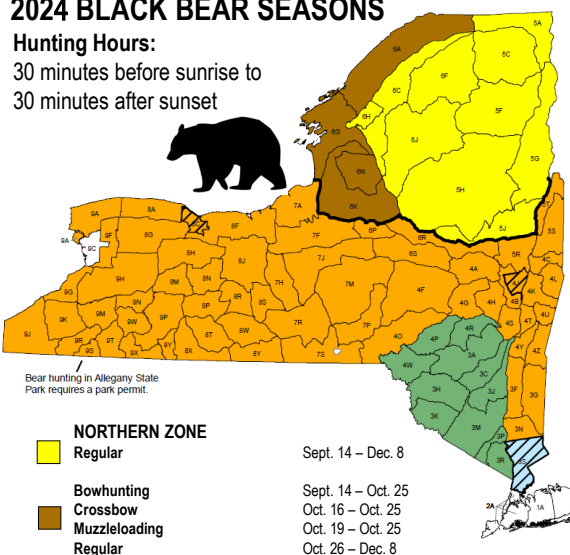 2024 BLACK BEAR SEASONS
Hunting Hours:
30 minutes before sunrise to
30 minutes after sunset
5A
6A
5C
6F
6C
5F
6H
6G
6J
5G
6N
5H
6K
5J
7A
8A
9A
8F
7F
6P
6R
5T
5S
9F
8G
9A
9C
8H
8J
7J
6S
5R
4C
4A
9H
8M
8N
7H
7M
4F
4L
4K
9G
9N
8P
8R
8S
4G
4H
4B
9K
9M
9W
9P
7R
7P
4S
4T
4U
9J
9R
9T
8T
8W
4O
4P
4R
4Y
4Z
9S
9X
9Y
8X
8Y
7S
4W
3A
3C
3H
3J
3F
3G
3K
3M
3N
3P
3R
3S
2A
1A
Bear hunting in Allegany State
Park requires a park permit.
NORTHERN ZONE
Regular Sept. 14 – Dec. 8
Bowhunting Sept. 14 – Oct. 25
Crossbow Oct. 16 – Oct. 25
Muzzleloading Oct. 19 – Oct. 25
Regular Oct. 26 – Dec. 8